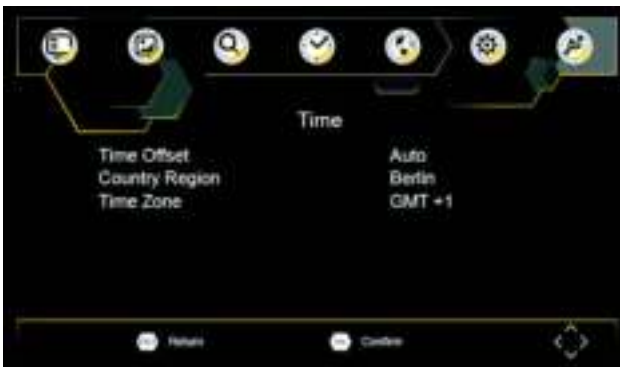 Time
Time Offset Auto
Country Region Berlin
Time Zone GMT +1
Return Confirm